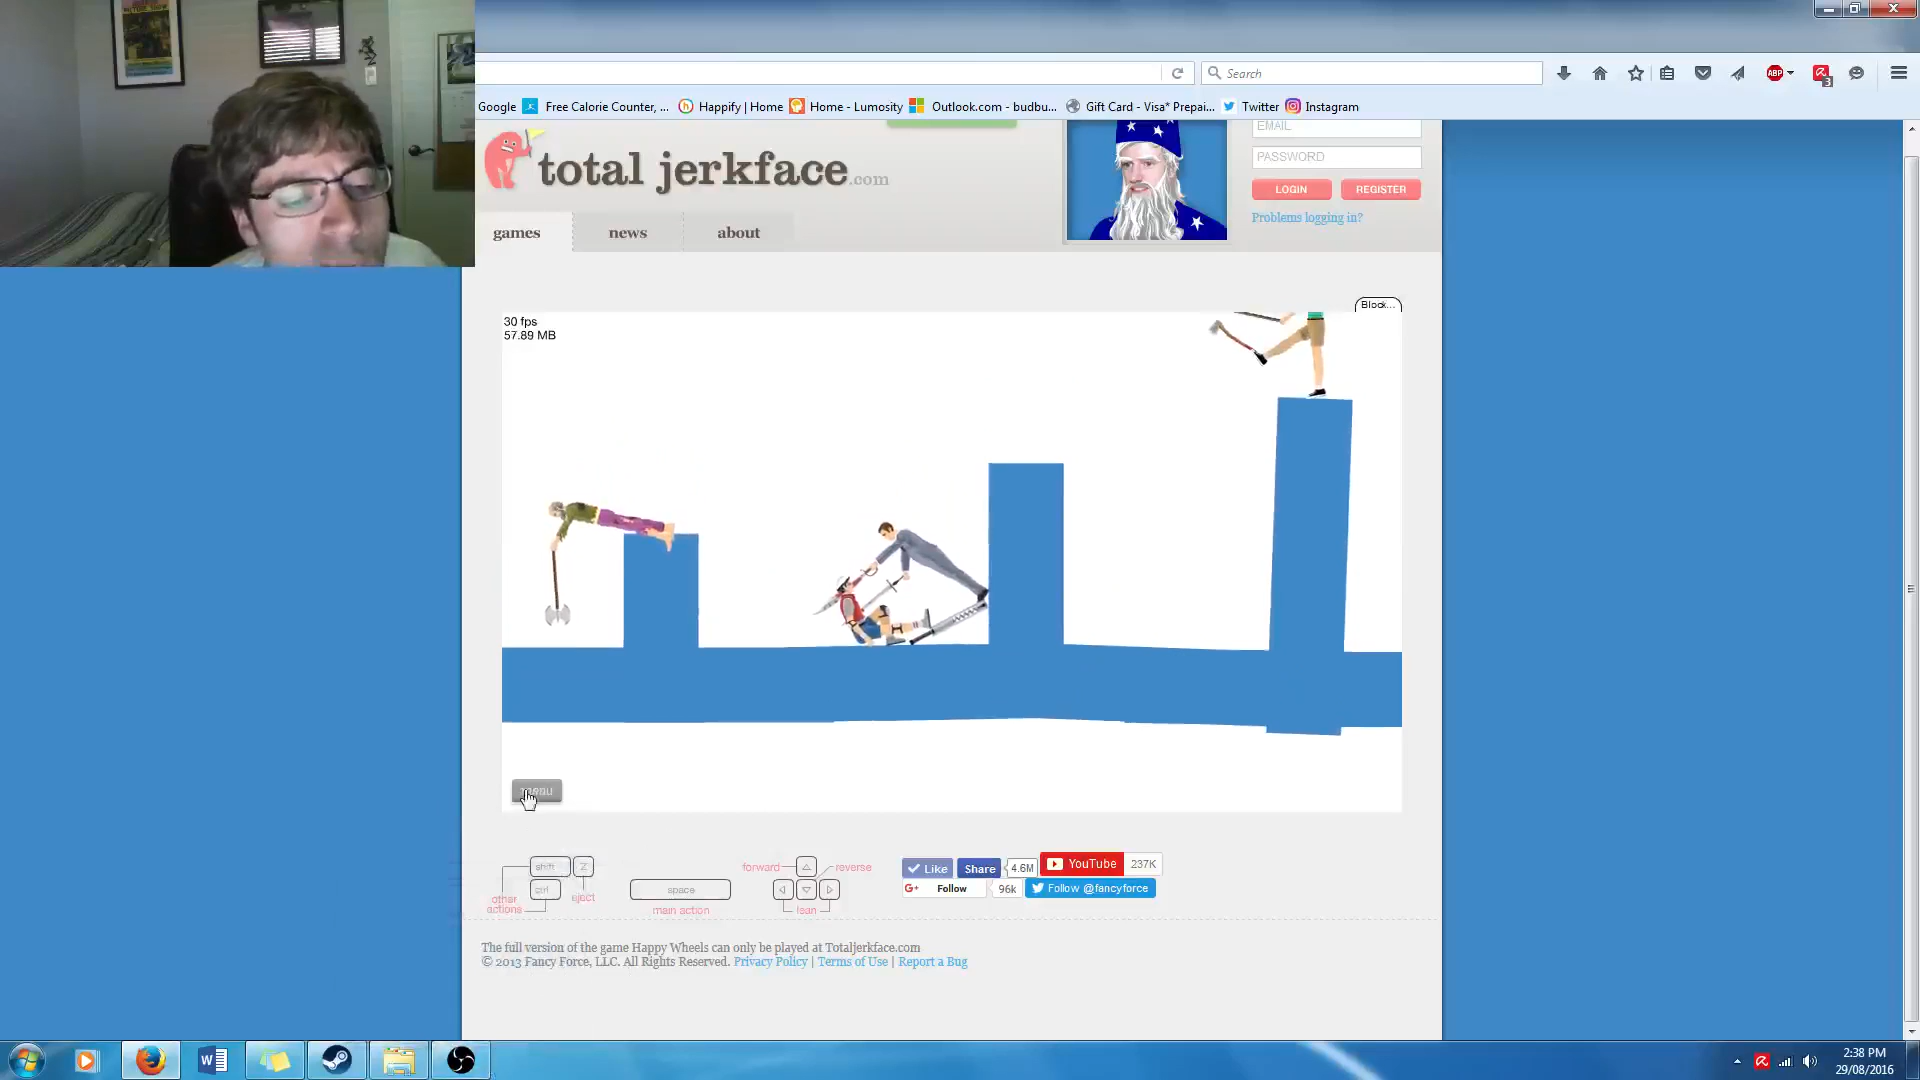 Search
ABP
3
Google
Free Calorie Counter, ...
Happify | Home
Home - Lumosity
Outlook.com - budbu...
Gift Card - Visa* Prepai...
Twitter
Instagram
total jerkface.com
EMAIL
PASSWORD
LOGIN
REGISTER
Problems logging in?
games
news
about
Block...
30 fps
57.89 MB
menu
shift
Z
ctrl
eject
other
actions
space
main action
forward
reverse
lean
Like
Share
4.6M
YouTube
237K
G+
Follow
96k
Follow @fancyforce
The full version of the game Happy Wheels can only be played at Totaljerkface.com
© 2013 Fancy Force, LLC. All Rights Reserved. Privacy Policy | Terms of Use | Report a Bug
2:38 PM
29/08/2016